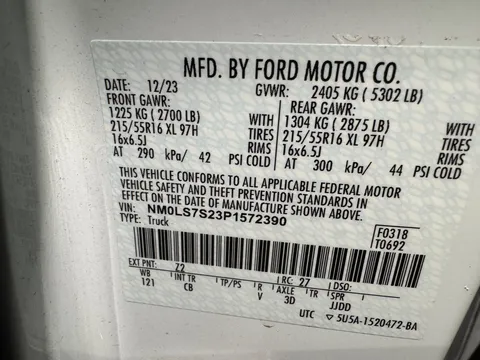 MFD. BY FORD MOTOR CO.
DATE: 12/23 GVWR: 2405 KG ( 5302 LB)
FRONT GAWR: REAR GAWR:
1225 KG ( 2700 LB) WITH 1304 KG ( 2875 LB) WITH
215/55R16 XL 97H TIRES 215/55R16 XL 97H TIRES
16x6.5J RIMS 16x6.5J RIMS
AT 290 kPa/ 42 PSI COLD AT 300 kPa/ 44 PSI COLD
THIS VEHICLE CONFORMS TO ALL APPLICABLE FEDERAL MOTOR
VEHICLE SAFETY AND THEFT PREVENTION STANDARDS IN
EFFECT ON THE DATE OF MANUFACTURE SHOWN ABOVE.
VIN: NM0LS7S23P1572390
TYPE: Truck
F0318
T0692
EXT PNT: Z2 RC: 27 DSO:
WB INT TR TP/PS R AXLE TR SPR
121 CB V 3D JJDD
UTC 5U5A-1520472-BA